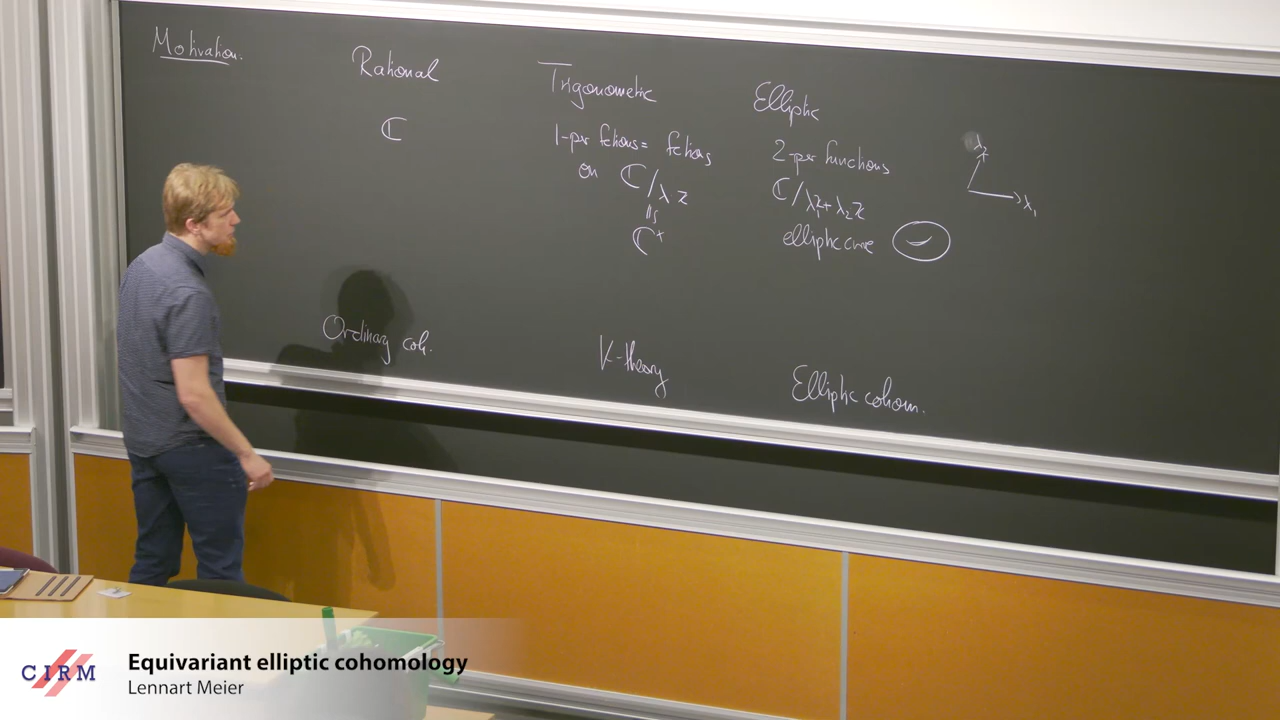 Motivation.
Rational
ℂ
Ordinary coh.
Trigonometric
1-per fctions = fctions
on ℂ/λℤ
≅
ℂ×
K-theory
Elliptic
2-per functions
ℂ/λ₁ℤ+λ₂ℤ
elliptic curve
Elliptic cohom.
λ₂
λ₁
CIRM
Equivariant elliptic cohomology
Lennart Meier